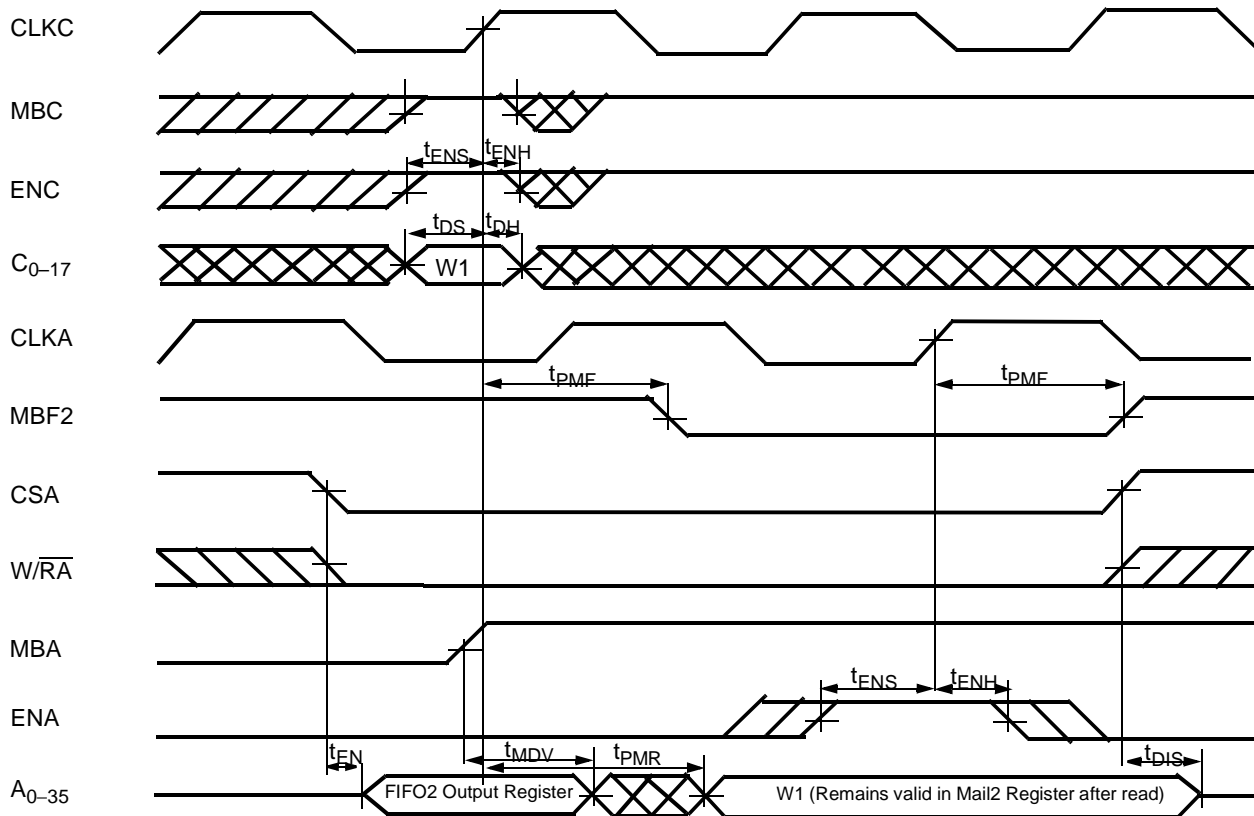 CLKC
MBC
tENS tENH
ENC
tDS tDH
C0–17 W1
CLKA
tPMF tPMF
MBF2
CSA
W/R̅A̅
MBA
tENS tENH
ENA
tEN tMDV tPMR tDIS
A0–35 FIFO2 Output Register W1 (Remains valid in Mail2 Register after read)